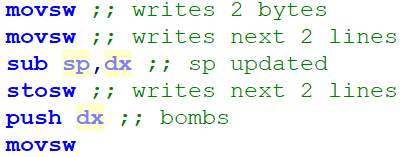 movsw ;; writes 2 bytes
movsw ;; writes next 2 lines
sub sp,dx ;; sp updated
stosw ;; writes next 2 lines
push dx ;; bombs
movsw